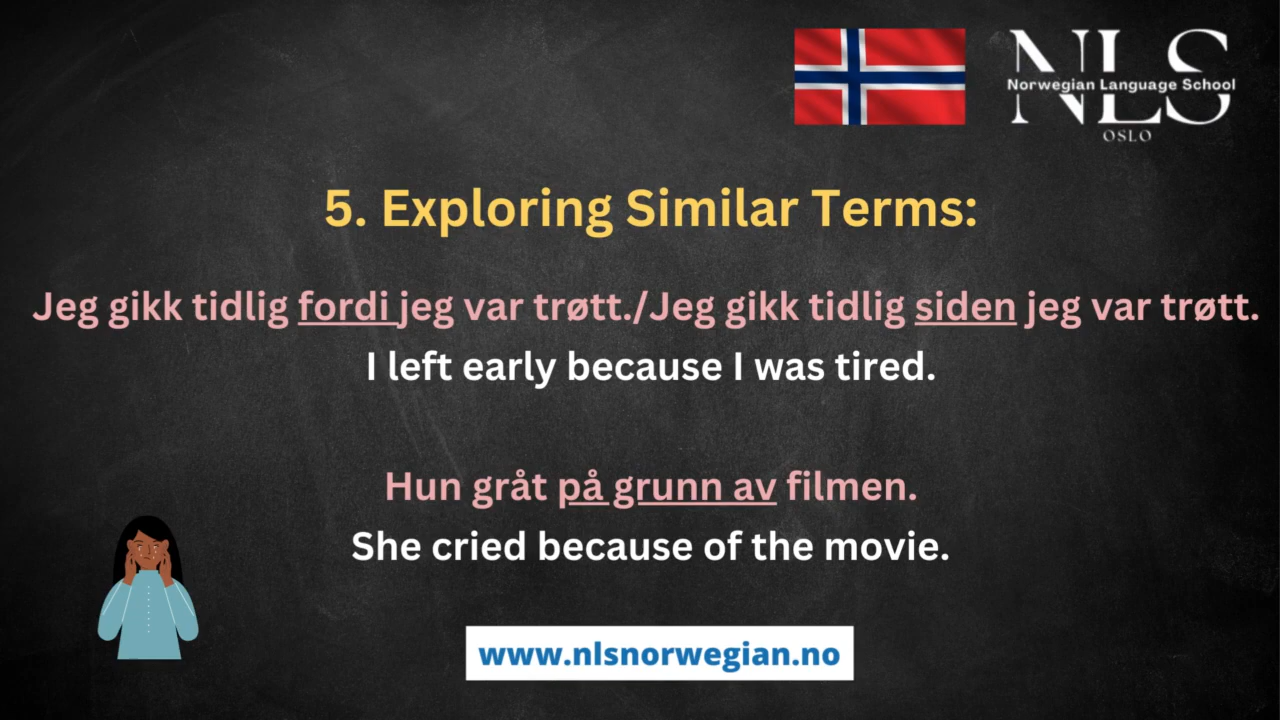 NLS
Norwegian Language School
OSLO
5. Exploring Similar Terms:
Jeg gikk tidlig fordi jeg var trøtt./Jeg gikk tidlig siden jeg var trøtt.
I left early because I was tired.
Hun gråt på grunn av filmen.
She cried because of the movie.
www.nlsnorwegian.no